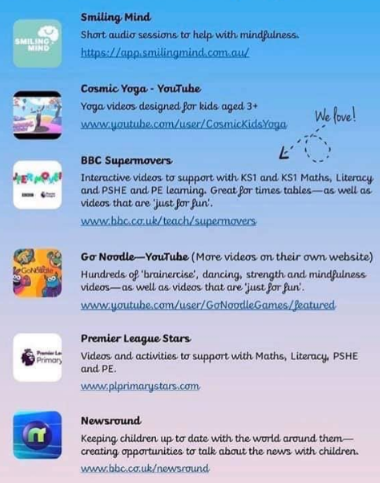 Smiling Mind
Short audio sessions to help with mindfulness.
SMILING
MIND
https://app.smilingmind.com.au/
Cosmic Yoga - YouTube
Yoga videos designed for kids aged 3+
www.youtube.com/user/CosmicKidsYoga
We love!
BBC Supermovers
Interactive videos to support with KS1 and KS1 Maths, Literacy
and PSHE and PE learning. Great for times tables—as well as
videos that are 'just for fun'.
www.bbc.co.uk/teach/supermovers
Go Noodle—YouTube (More videos on their own website)
GoNoodle
Hundreds of 'brainercise', dancing, strength and mindfulness
videos—as well as videos that are 'just for fun'.
www.youtube.com/user/GoNoodleGames/featured
Premier League Stars
Premier Le
Primary
Videos and activities to support with Maths, Literacy, PSHE
and PE.
www.plprimarystars.com
Newsround
Keeping children up to date with the world around them—
creating opportunities to talk about the news with children.
www.bbc.co.uk/newsround